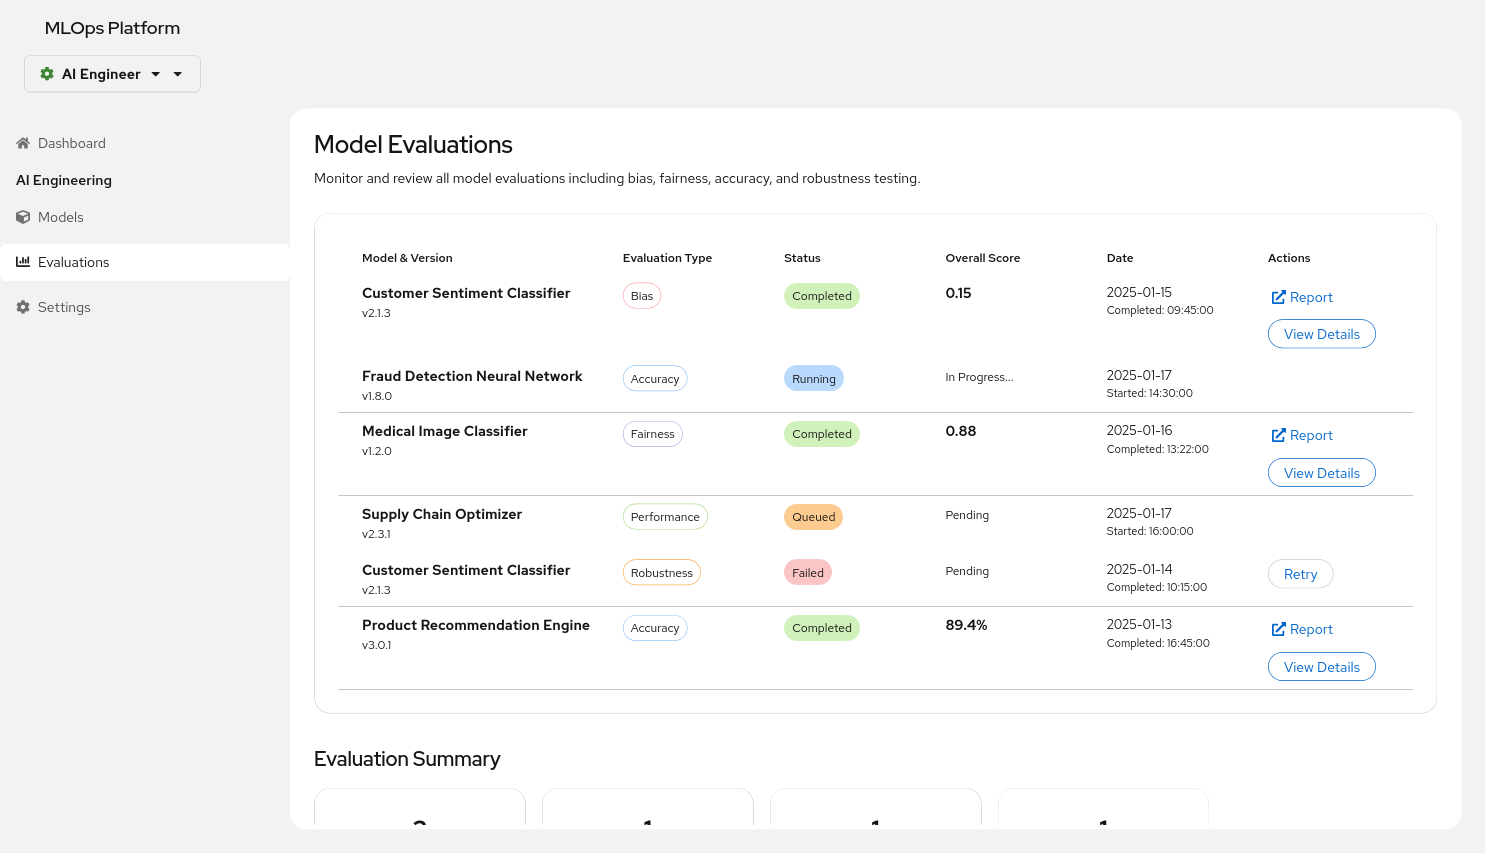 MLOps Platform
AI Engineer
Dashboard
AI Engineering
Models
Evaluations
Settings
Model Evaluations
Monitor and review all model evaluations including bias, fairness, accuracy, and robustness testing.
Model & Version Evaluation Type Status Overall Score Date Actions
Customer Sentiment Classifier Bias Completed 0.15 2025-01-15 Report
v2.1.3 Completed: 09:45:00
View Details
Fraud Detection Neural Network Accuracy Running In Progress... 2025-01-17
v1.8.0 Started: 14:30:00
Medical Image Classifier Fairness Completed 0.88 2025-01-16 Report
v1.2.0 Completed: 13:22:00
View Details
Supply Chain Optimizer Performance Queued Pending 2025-01-17
v2.3.1 Started: 16:00:00
Customer Sentiment Classifier Robustness Failed Pending 2025-01-14 Retry
v2.1.3 Completed: 10:15:00
Product Recommendation Engine Accuracy Completed 89.4% 2025-01-13 Report
v3.0.1 Completed: 16:45:00
View Details
Evaluation Summary